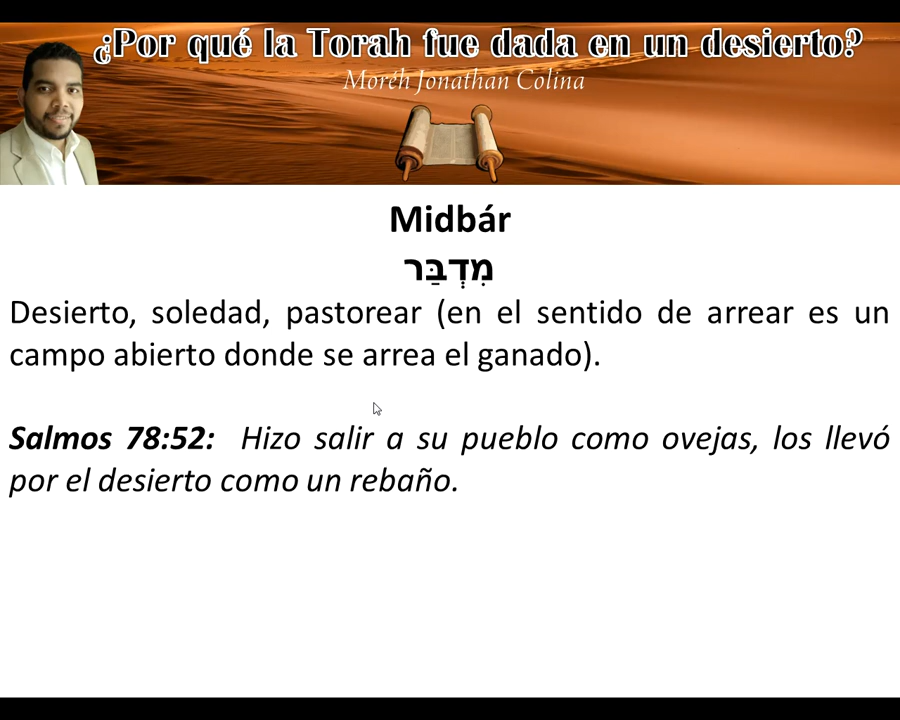 ¿Por qué la Torah fue dada en un desierto?
Moréh Jonathan Colina
Midbár
מִדְבַּר
Desierto, soledad, pastorear (en el sentido de arrear es un
campo abierto donde se arrea el ganado).
Salmos 78:52: Hizo salir a su pueblo como ovejas, los llevó
por el desierto como un rebaño.